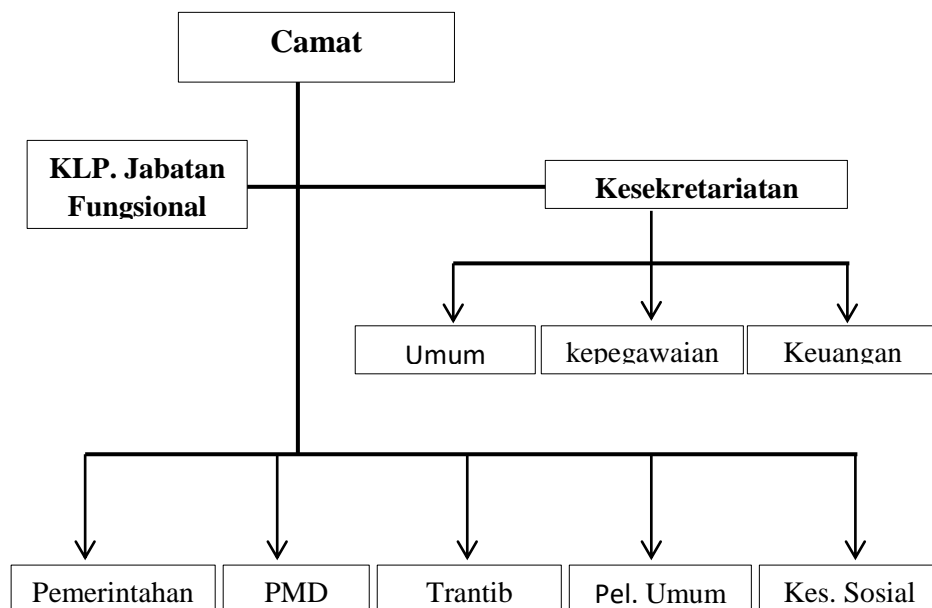 Camat
KLP. Jabatan
Fungsional
Kesekretariatan
Umum
kepegawaian
Keuangan
Pemerintahan
PMD
Trantib
Pel. Umum
Kes. Sosial